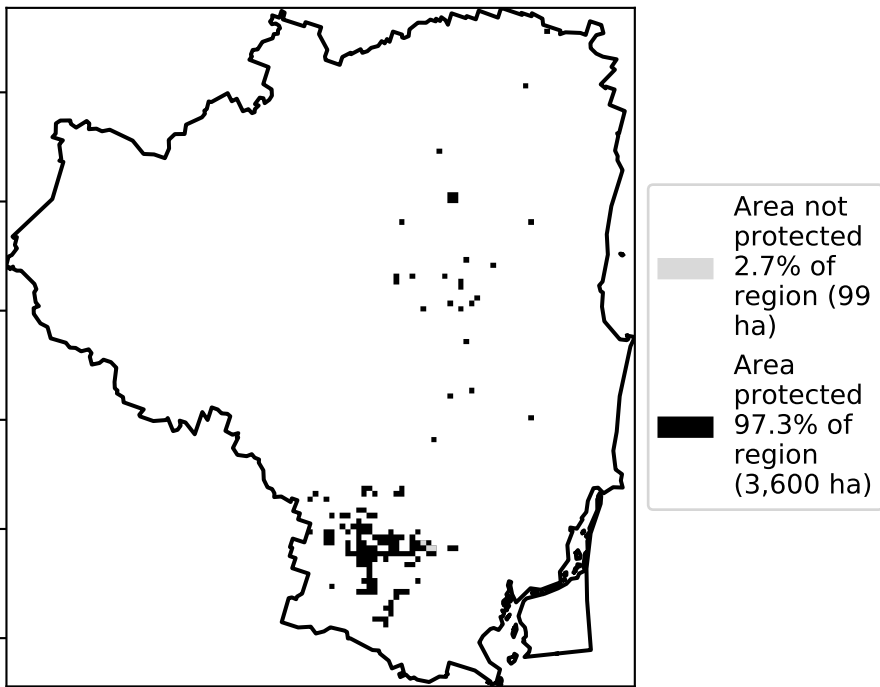 Area not
protected
2.7% of
region (99
ha)
Area
protected
97.3% of
region
(3,600 ha)